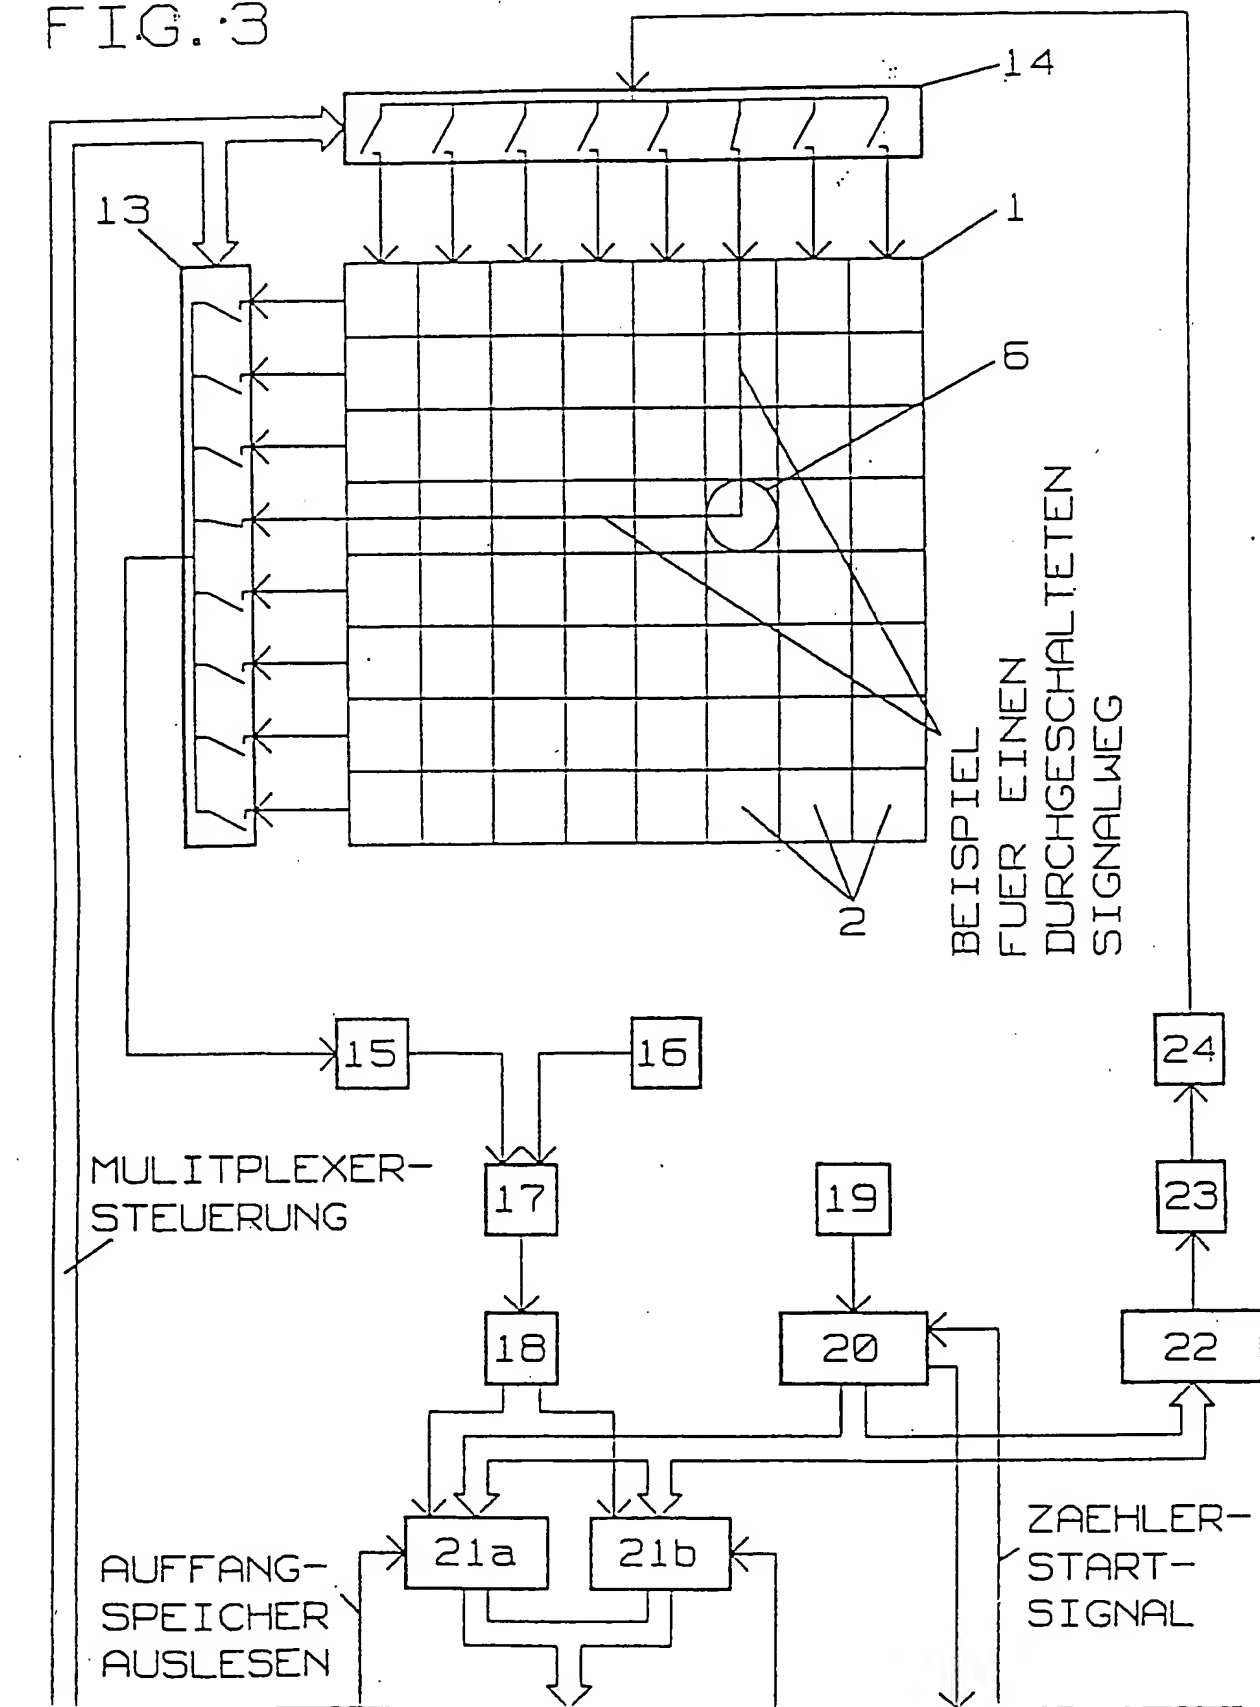 FIG. 3
14
13
1
6
BEISPIEL
FUER EINEN
DURCHGESCHALTETEN
SIGNALWEG
2
15
16
24
MULITPLEXER-
STEUERUNG
17
19
23
18
20
22
21a
21b
ZAEHLER-
START-
SIGNAL
AUFFANG-
SPEICHER
AUSLESEN